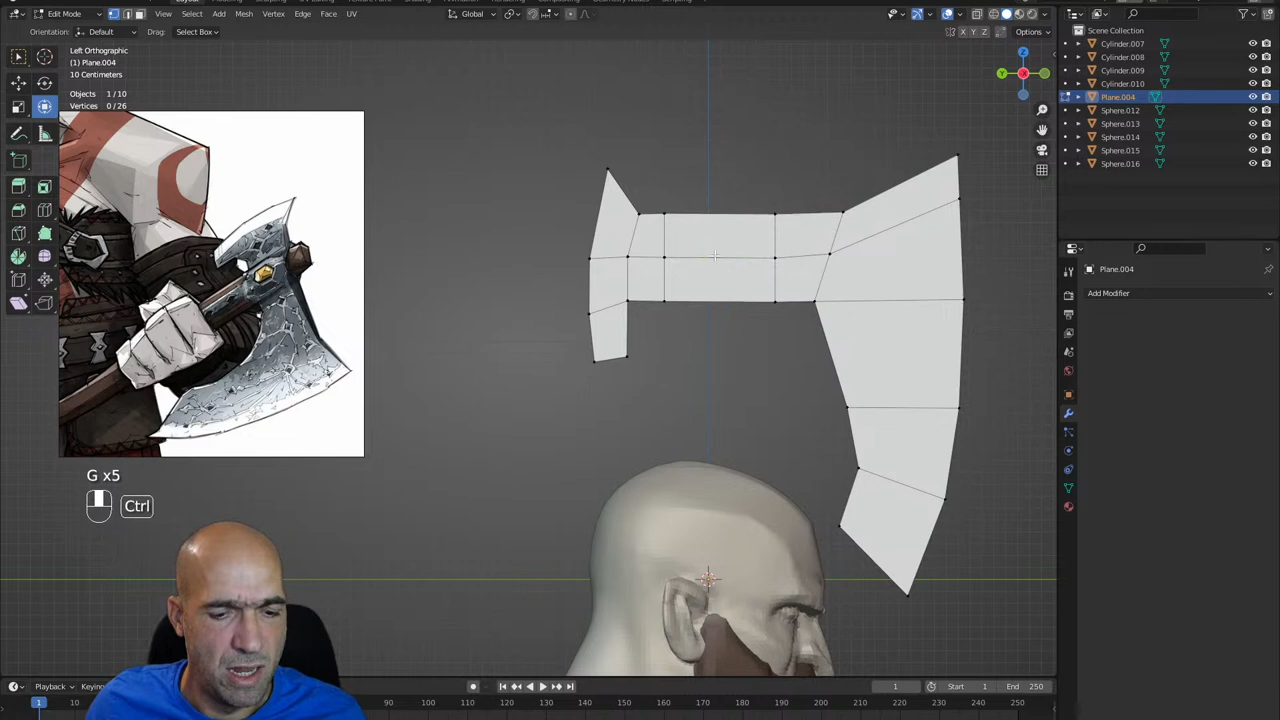 Edit Mode
View Select Add Mesh Vertex Edge Face UV
Global
Orientation: Default Drag: Select Box
X Y Z Options
Left Orthographic
(1) Plane.004
10 Centimeters
Objects 1/10
Vertices 0/26
Z
Y
X
G x5
Ctrl
Scene Collection
Cylinder.007
Cylinder.008
Cylinder.009
Cylinder.010
Plane.004
Sphere.012
Sphere.013
Sphere.014
Sphere.015
Sphere.016
Plane.004
Add Modifier
Playback Keying
1 Start 1 End 250
1 10 100 110 120 130 140 150 160 170 180 190 200 210 220 230 240 250